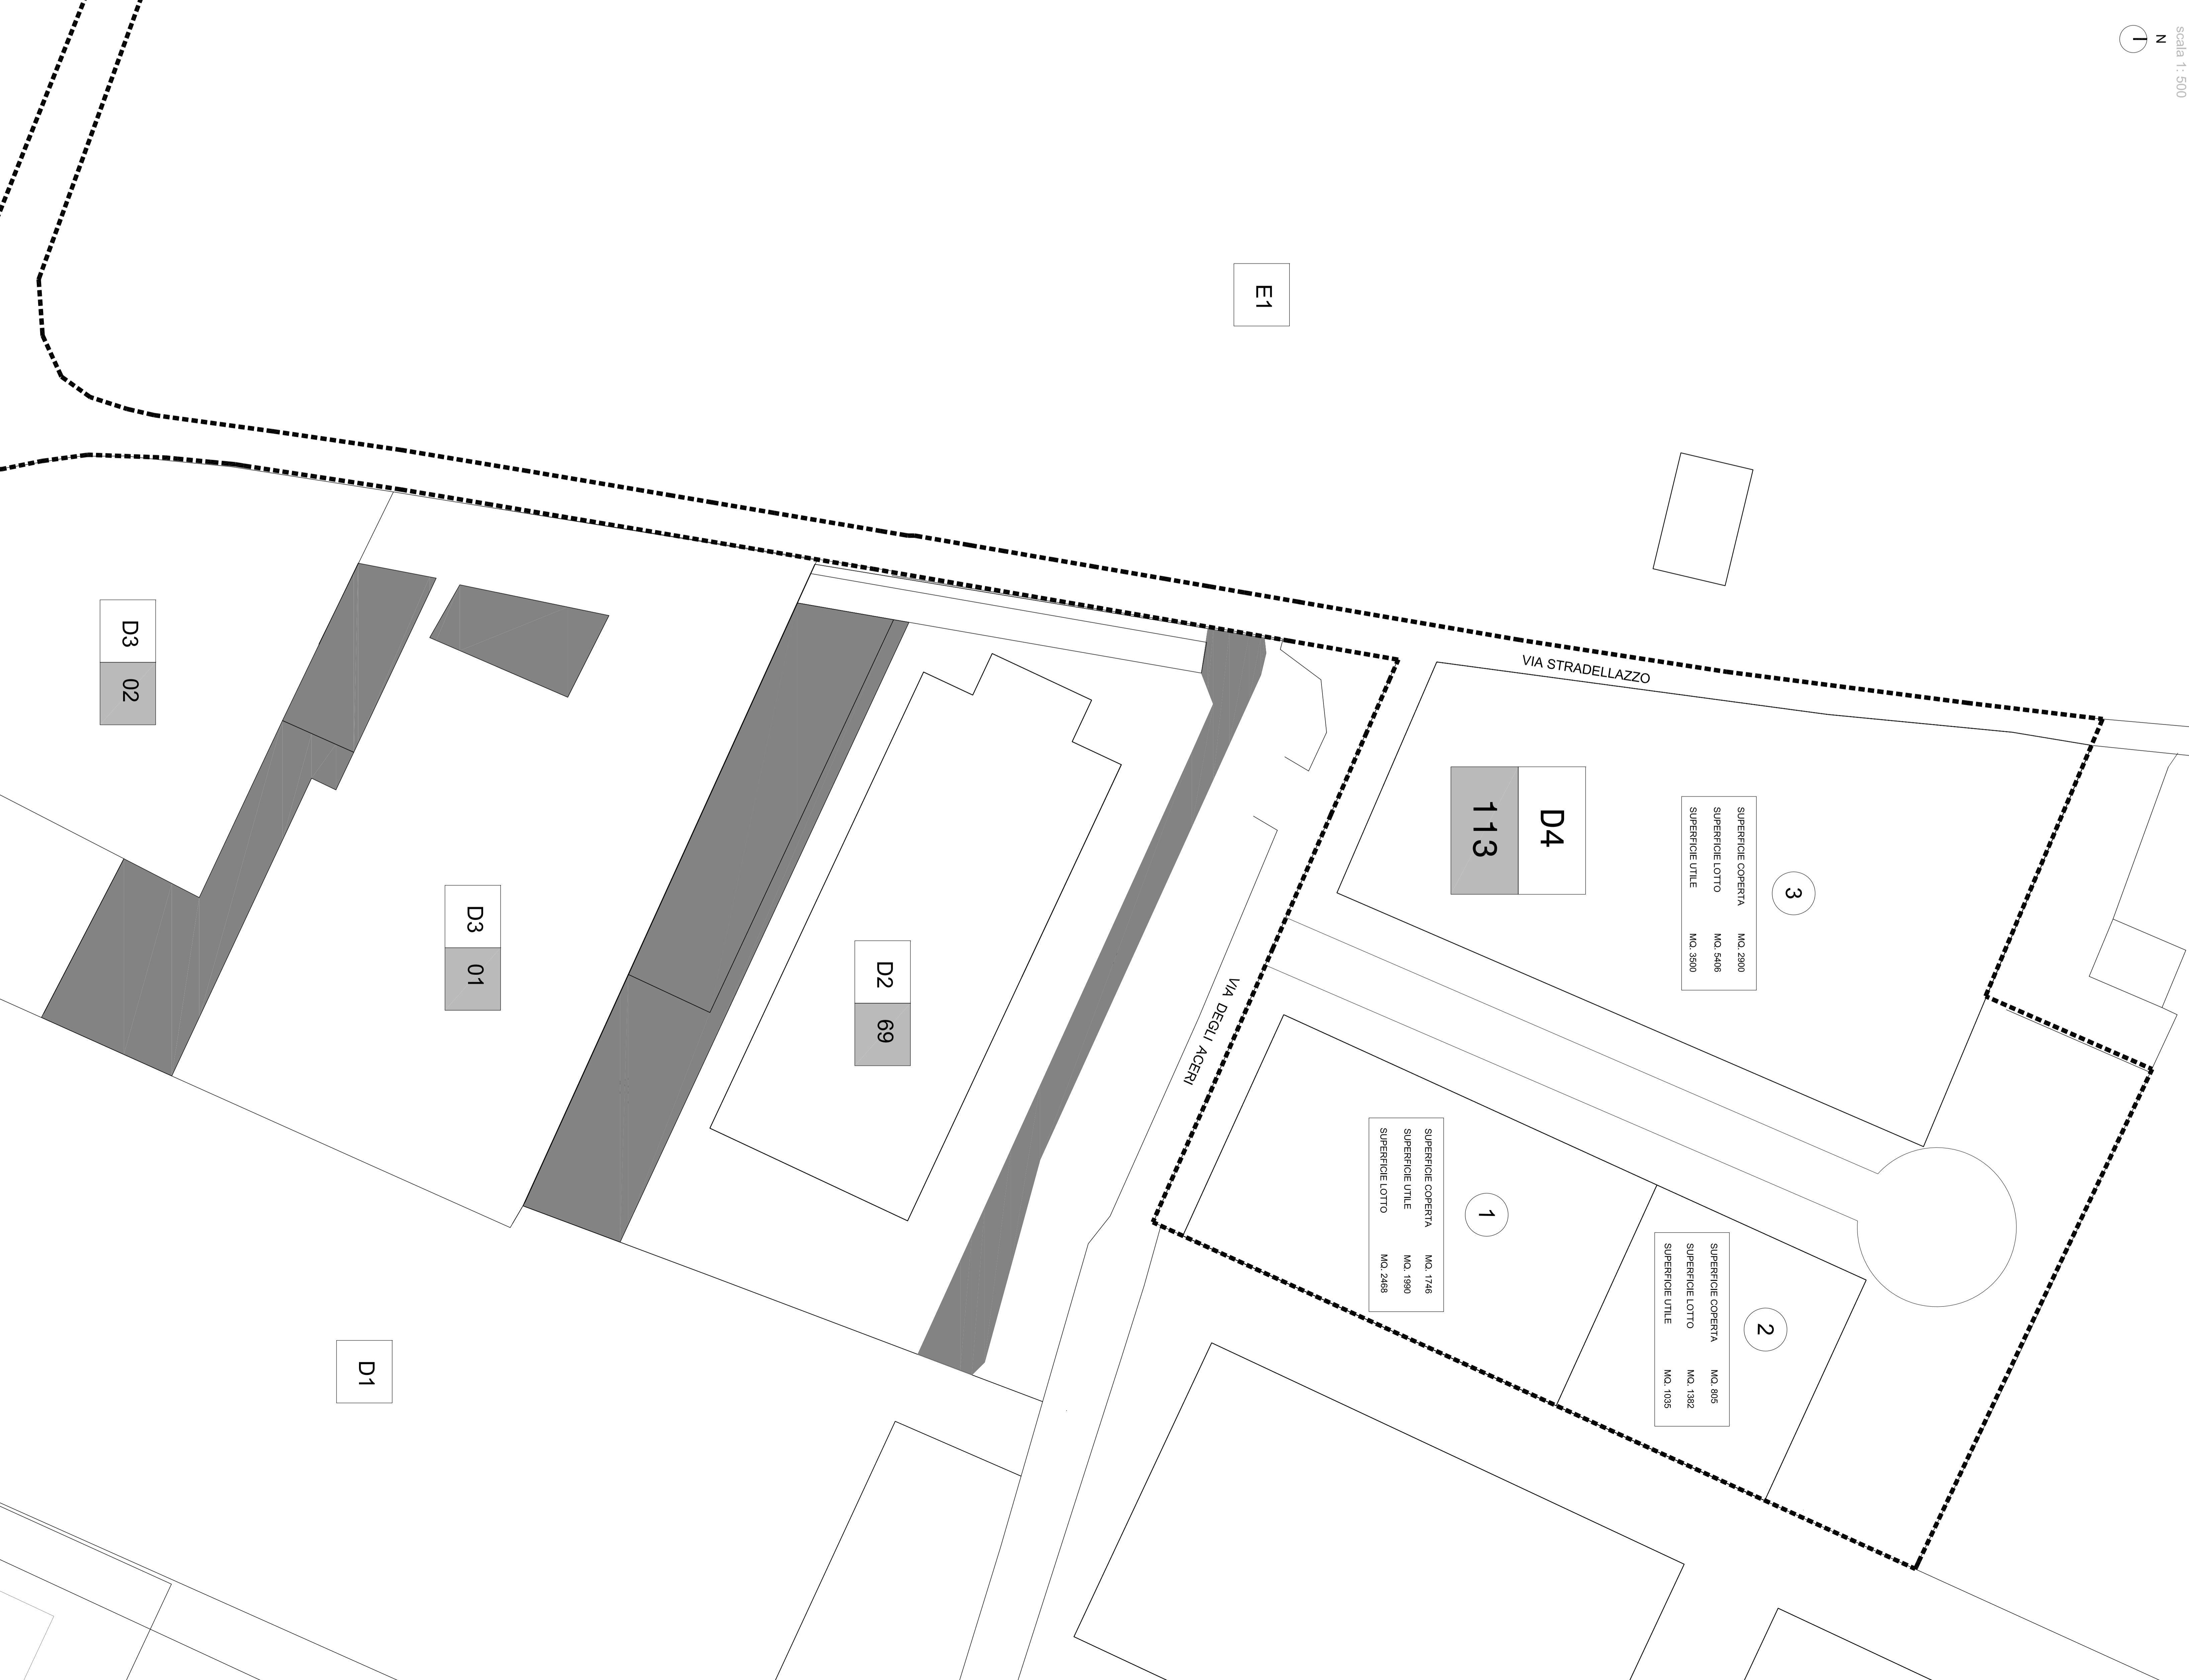 scala 1: 500
N
E1
VIA STRADELLAZZO
D4
113
3
SUPERFICIE COPERTA MQ. 2900
SUPERFICIE LOTTO MQ. 5406
SUPERFICIE UTILE MQ. 3500
D3
02
D3
01
D2
69
VIA DEGLI ACERI
1
SUPERFICIE COPERTA MQ. 1746
SUPERFICIE UTILE MQ. 1990
SUPERFICIE LOTTO MQ. 2468
2
SUPERFICIE COPERTA MQ. 805
SUPERFICIE LOTTO MQ. 1382
SUPERFICIE UTILE MQ. 1035
D1